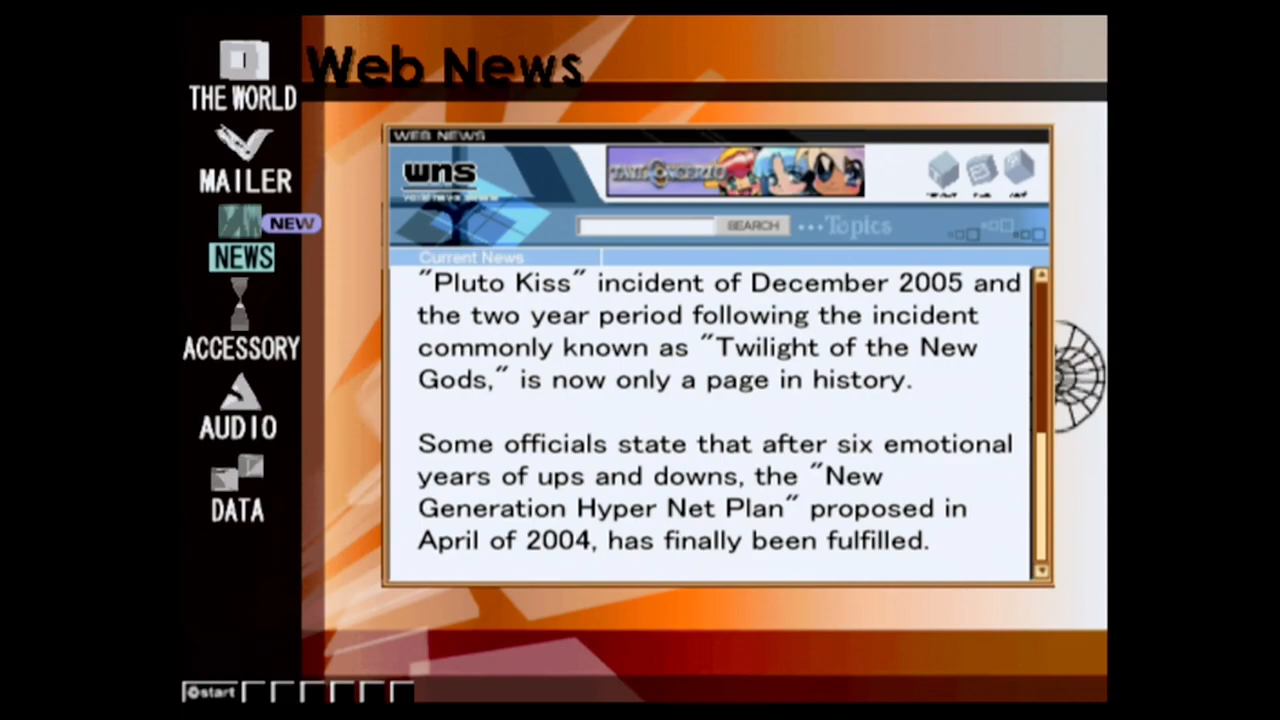 Web News
THE WORLD
MAILER
NEW
NEWS
ACCESSORY
AUDIO
DATA
WEB NEWS
wns
SEARCH
Topics
Current News
"Pluto Kiss" incident of December 2005 and
the two year period following the incident
commonly known as "Twilight of the New
Gods," is now only a page in history.
Some officials state that after six emotional
years of ups and downs, the "New
Generation Hyper Net Plan" proposed in
April of 2004, has finally been fulfilled.
start